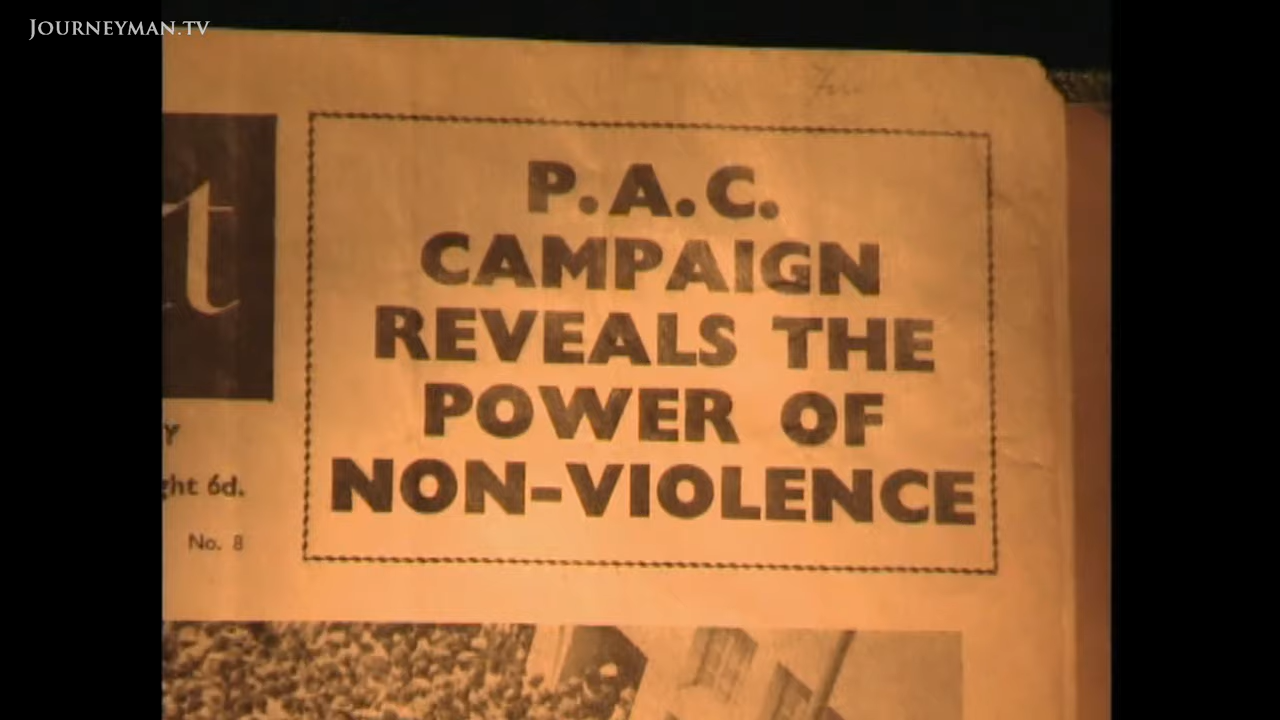 JOURNEYMAN.TV
P.A.C.
CAMPAIGN
REVEALS THE
POWER OF
NON-VIOLENCE
t
Y
ght 6d.
No. 8